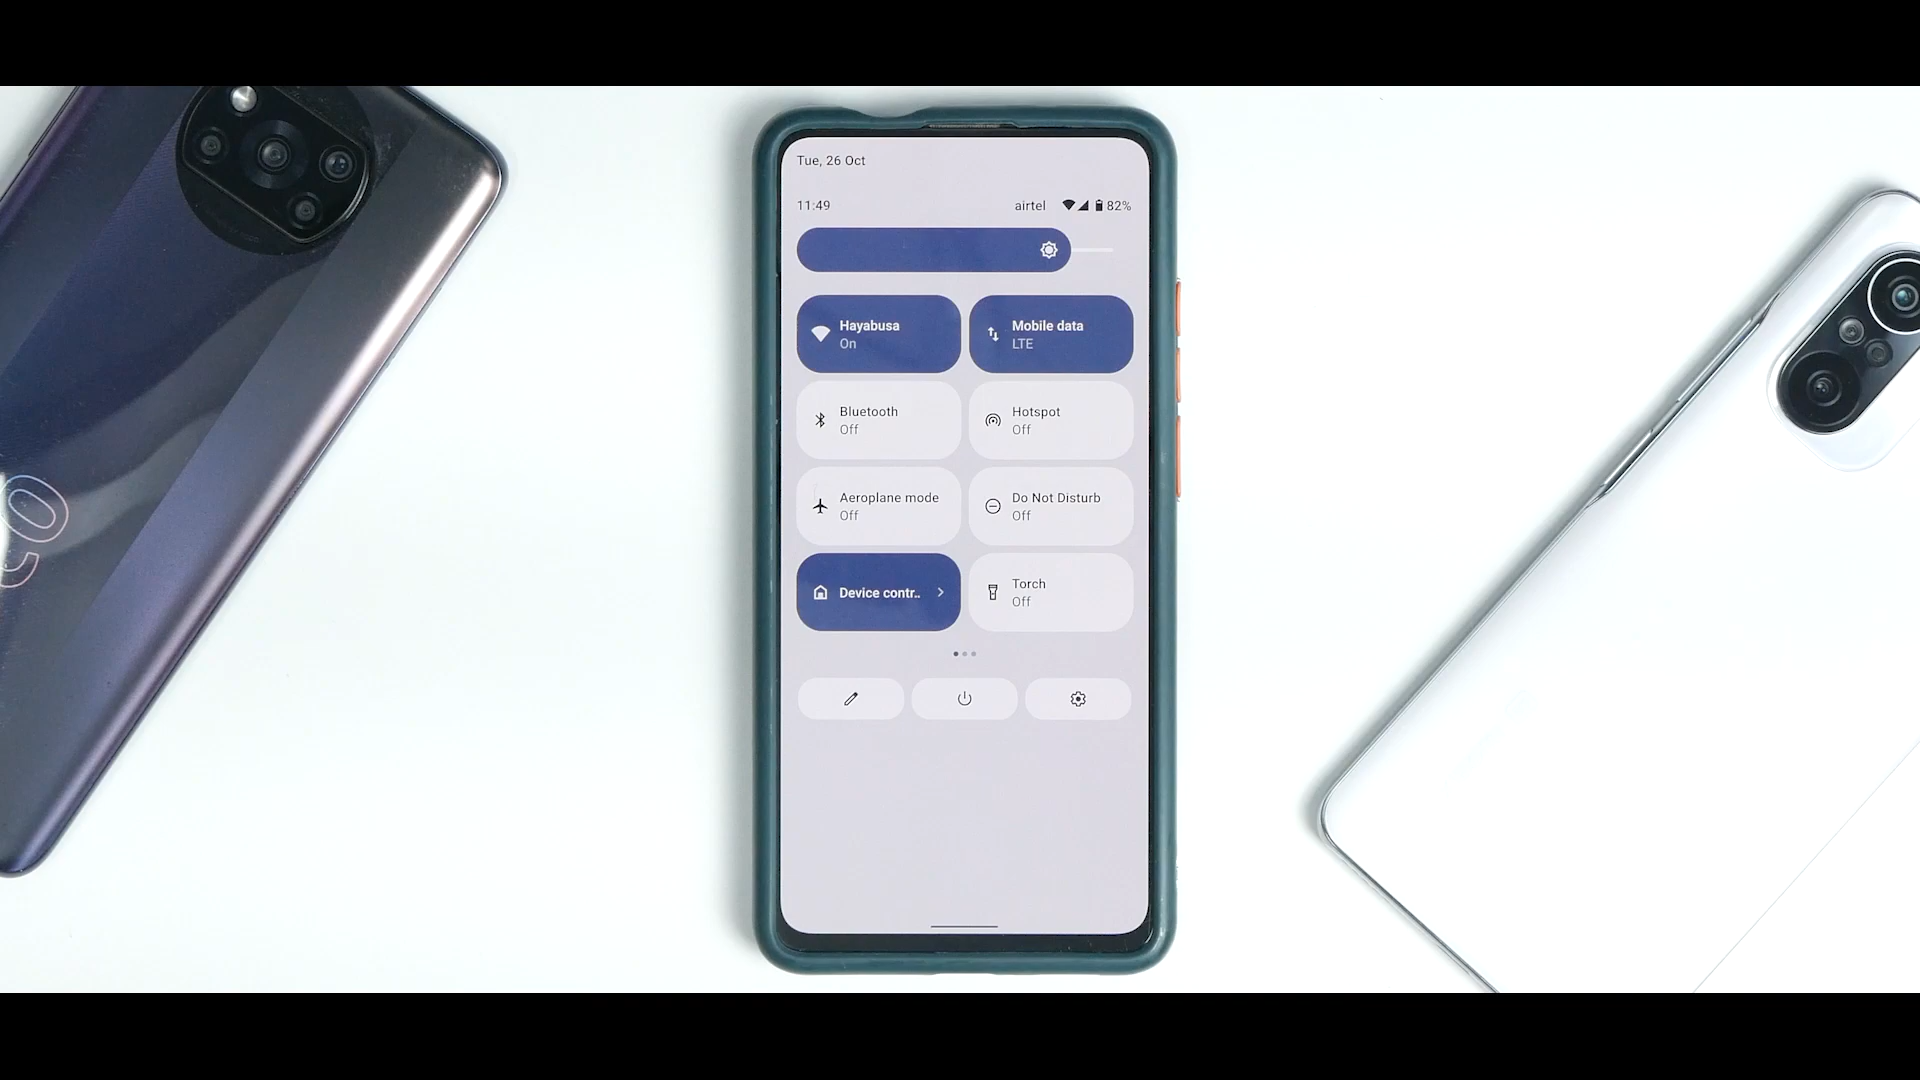 Tue, 26 Oct
11:49 airtel 82%
Hayabusa
On
Mobile data
LTE
Bluetooth
Off
Hotspot
Off
Aeroplane mode
Off
Do Not Disturb
Off
Device contr..
Torch
Off